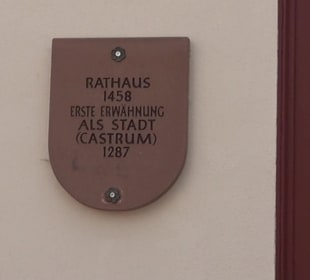 RATHAUS
1458
ERSTE ERWÄHNUNG
ALS STADT
(CASTRUM)
1287